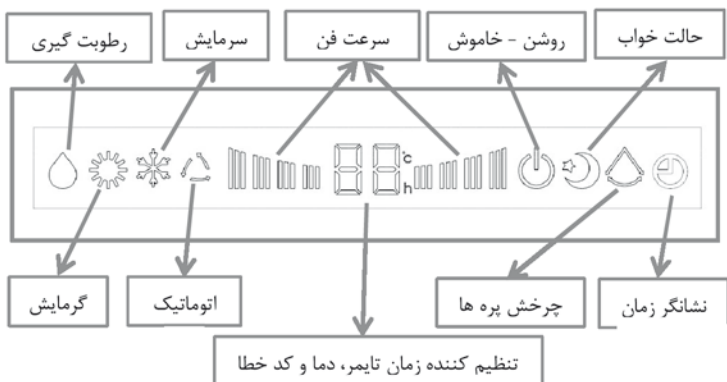 حالت خواب
روشن - خاموش
سرعت فن
سرمایش
رطوبت گیری
88
°c
h
نشانگر زمان
چرخش پره ها
اتوماتیک
گرمایش
تنظیم کننده زمان تایمر، دما و کد خطا